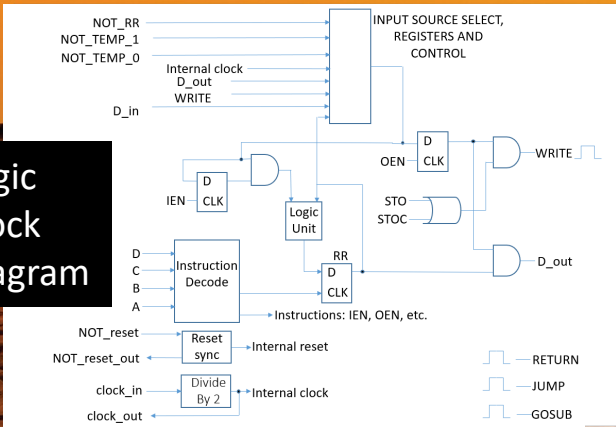 NOT_RR
NOT_TEMP_1
NOT_TEMP_0
Internal clock
D_out
WRITE
D_in
INPUT SOURCE SELECT,
REGISTERS AND
CONTROL
D
CLK
OEN
WRITE
D
CLK
IEN
STO
STOC
Logic
Unit
D_out
RR
D
CLK
D
C
B
A
Instruction
Decode
Instructions: IEN, OEN, etc.
NOT_reset
NOT_reset_out
Reset
sync
Internal reset
clock_in
clock_out
Divide
By 2
Internal clock
RETURN
JUMP
GOSUB